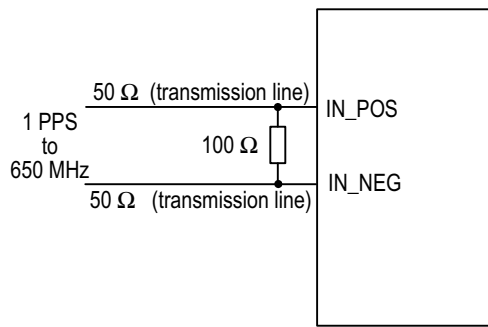 50 Ω (transmission line)
IN_POS
1 PPS
to
650 MHz
100 Ω
IN_NEG
50 Ω (transmission line)